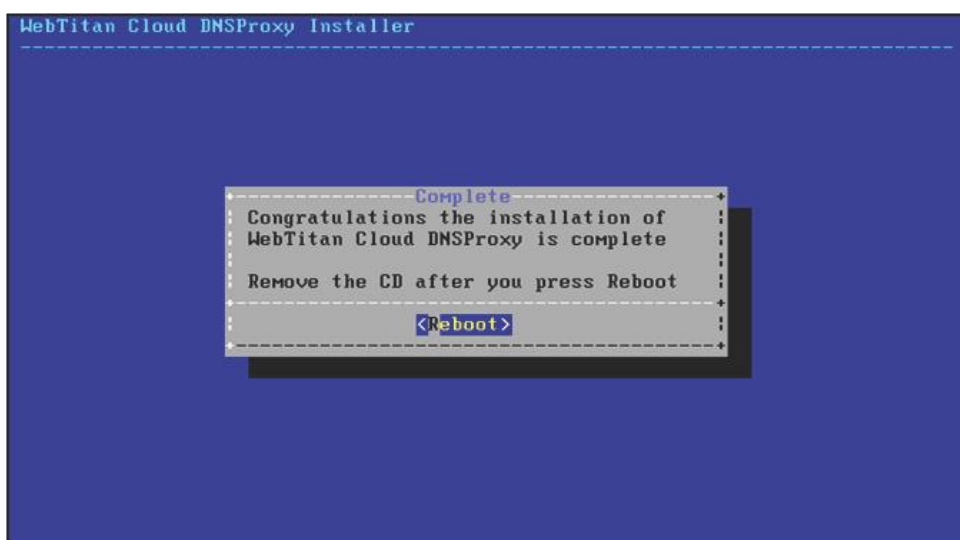 WebTitan Cloud DNSProxy Installer
Complete
Congratulations the installation of
WebTitan Cloud DNSProxy is complete
Remove the CD after you press Reboot
<Reboot>